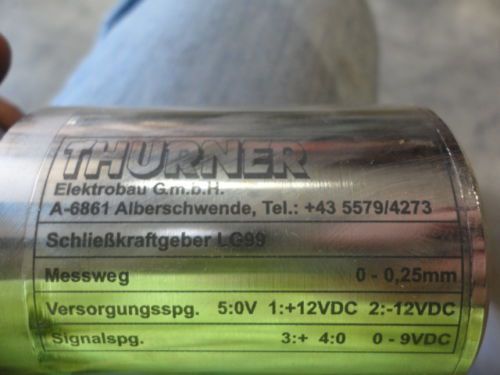 THURNER
Elektrobau G.m.b.H.
A-6861 Alberschwende, Tel.: +43 5579/4273
Schließkraftgeber LG99
Messweg 0 - 0,25mm
Versorgungsspg. 5:0V 1:+12VDC 2:-12VDC
Signalspg. 3:+ 4:0 0 - 9VDC